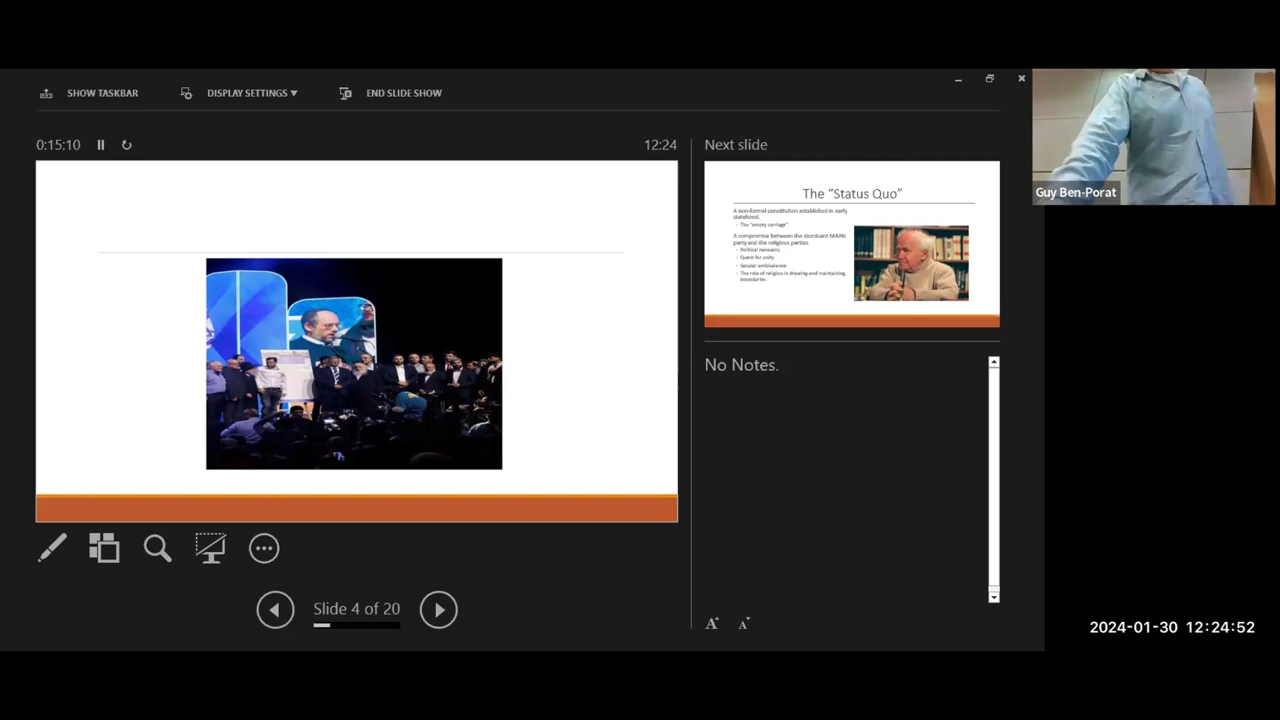 SHOW TASKBAR
DISPLAY SETTINGS ▼
END SLIDE SHOW
0:15:10
12:24
Next slide
Guy Ben-Porat
The "Status Quo"
A non-formal constitution established in early
statehood.
The "empty carriage"
A compromise between the dominant MAPAI
party and the religious parties.
Political necessity
Quest for unity
Secular ambivalence
The role of religion in drawing and maintaining
boundaries.
No Notes.
Slide 4 of 20
A A
2024-01-30 12:24:52